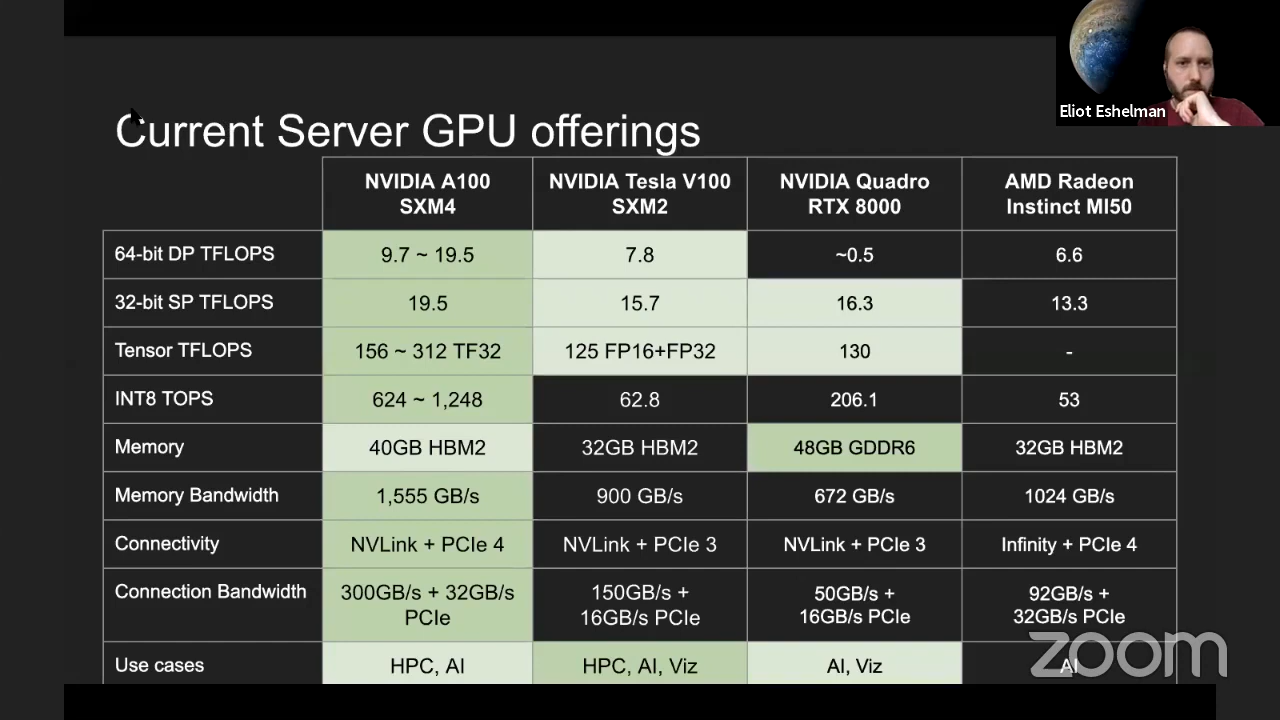 Eliot Eshelman
Current Server GPU offerings
NVIDIA A100 SXM4 NVIDIA Tesla V100 SXM2 NVIDIA Quadro RTX 8000 AMD Radeon Instinct MI50
64-bit DP TFLOPS 9.7 ~ 19.5 7.8 ~0.5 6.6
32-bit SP TFLOPS 19.5 15.7 16.3 13.3
Tensor TFLOPS 156 ~ 312 TF32 125 FP16+FP32 130 -
INT8 TOPS 624 ~ 1,248 62.8 206.1 53
Memory 40GB HBM2 32GB HBM2 48GB GDDR6 32GB HBM2
Memory Bandwidth 1,555 GB/s 900 GB/s 672 GB/s 1024 GB/s
Connectivity NVLink + PCIe 4 NVLink + PCIe 3 NVLink + PCIe 3 Infinity + PCIe 4
Connection Bandwidth 300GB/s + 32GB/s PCIe 150GB/s + 16GB/s PCIe 50GB/s + 16GB/s PCIe 92GB/s + 32GB/s PCIe
Use cases HPC, AI HPC, AI, Viz AI, Viz AI
zoom